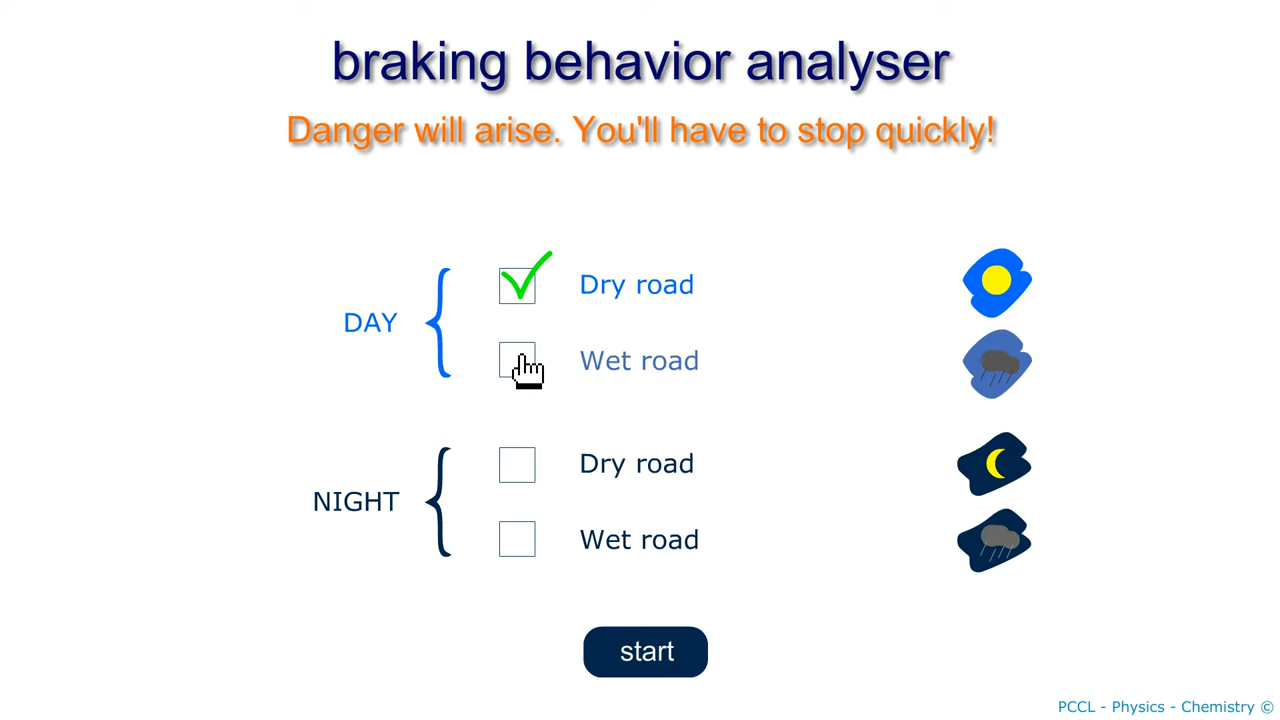 braking behavior analyser
Danger will arise. You'll have to stop quickly!
Dry road
DAY
Wet road
Dry road
NIGHT
Wet road
start
PCCL - Physics - Chemistry ©